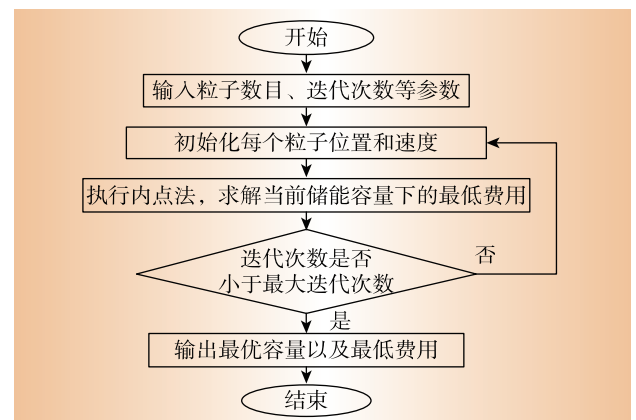 开始
输入粒子数目、迭代次数等参数
初始化每个粒子位置和速度
执行内点法，求解当前储能容量下的最低费用
迭代次数是否
小于最大迭代次数
否
是
输出最优容量以及最低费用
结束